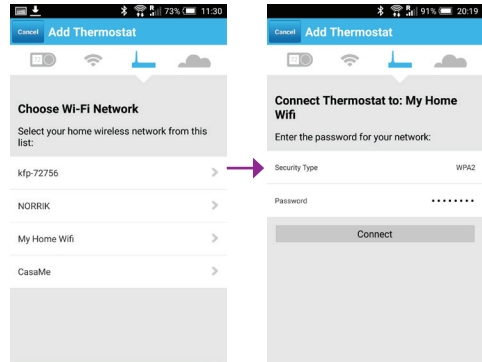 73% 11:30
Cancel Add Thermostat
Choose Wi-Fi Network
Select your home wireless network from this
list:
kfp-72756
NORRIK
My Home Wifi
CasaMe
91% 20:19
Cancel Add Thermostat
Connect Thermostat to: My Home
Wifi
Enter the password for your network:
Security Type WPA2
Password ••••••••
Connect